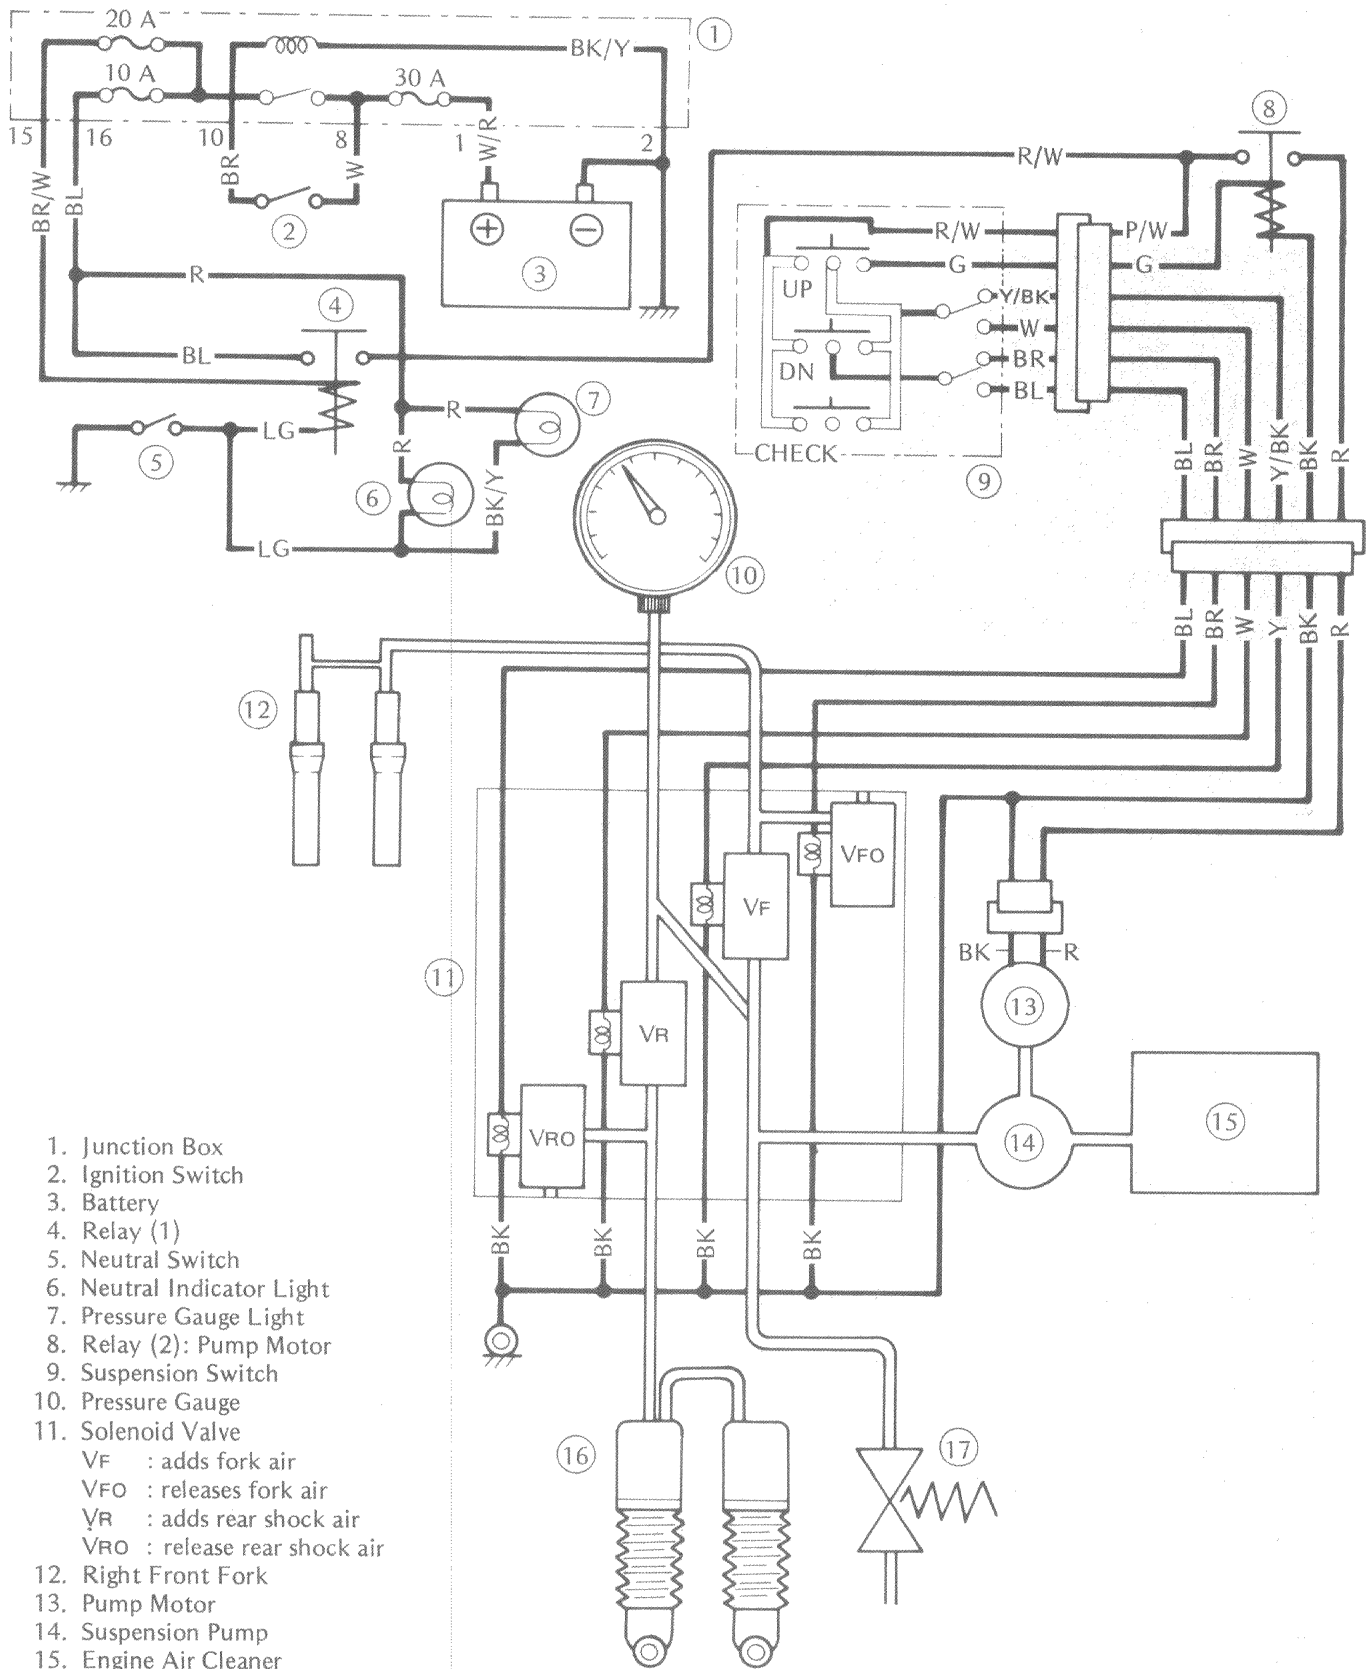 20 A
BK/Y
1
10 A
30 A
8
15
16
10
8
1
2
BR/W
BL
BR
W
W/R
2
3
R/W
R/W
P/W
G
G
UP
Y/BK
W
DN
BR
BL
CHECK
9
R
4
BL
R
7
LG
5
R
6
BK/Y
LG
10
BL
BR
W
Y/BK
BK
R
BL
BR
W
Y
BK
R
12
VFO
VF
11
VR
VRO
BK
R
13
14
15
BK
BK
BK
BK
16
17
1. Junction Box
2. Ignition Switch
3. Battery
4. Relay (1)
5. Neutral Switch
6. Neutral Indicator Light
7. Pressure Gauge Light
8. Relay (2): Pump Motor
9. Suspension Switch
10. Pressure Gauge
11. Solenoid Valve
VF : adds fork air
VFO : releases fork air
VR : adds rear shock air
VRO : release rear shock air
12. Right Front Fork
13. Pump Motor
14. Suspension Pump
15. Engine Air Cleaner